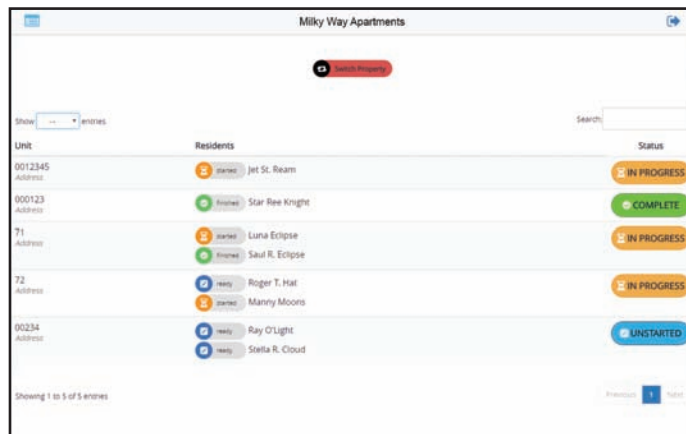 Milky Way Apartments
Switch Property
Show -- entries
Search:
Unit Residents Status
0012345 started Jet St. Ream IN PROGRESS
Address
000123 finished Star Ree Knight COMPLETE
Address
71 started Luna Eclipse IN PROGRESS
Address finished Saul R. Eclipse
72 ready Roger T. Hat IN PROGRESS
Address started Manny Moons
00234 ready Ray O'Light UNSTARTED
Address ready Stella R. Cloud
Showing 1 to 5 of 5 entries
Previous 1 Next